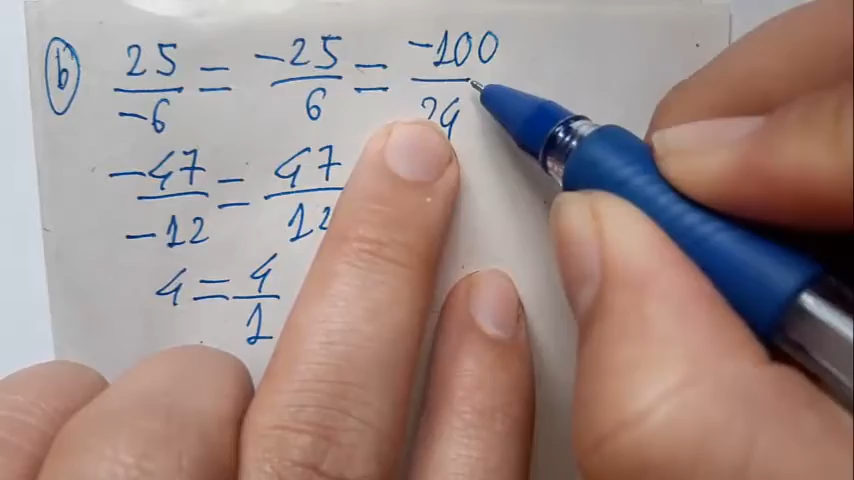 b 25/-6 = -25/6 = -100/24
-47/-12 = 47/12
4 = 4/1